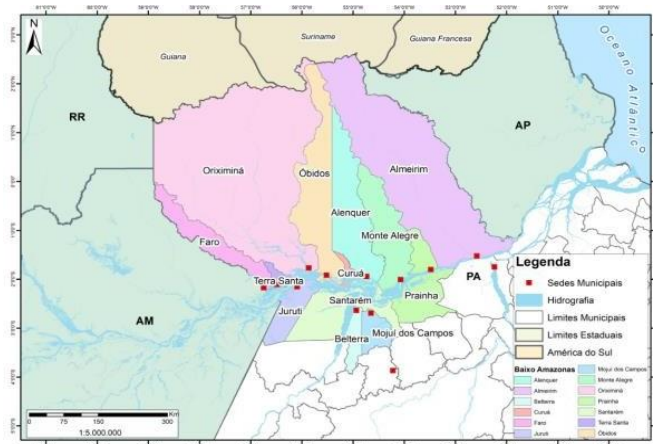 N
Guiana
Suriname
Guiana Francesa
Oceano Atlântico
RR
AP
Oriximiná
Óbidos
Almeirim
Alenquer
Monte Alegre
Faro
Terra Santa
Curuá
PA
Prainha
Santarém
Juruti
AM
Belterra
Mojuí dos Campos
Legenda
Sedes Municipais
Hidrografia
Limites Municipais
Limites Estaduais
América do Sul
Baixo Amazonas
Alenquer
Almeirim
Belterra
Curuá
Faro
Juruti
Mojuí dos Campos
Monte Alegre
Oriximiná
Prainha
Santarém
Terra Santa
Óbidos
0 75 150 300
Km
1:5.000.000